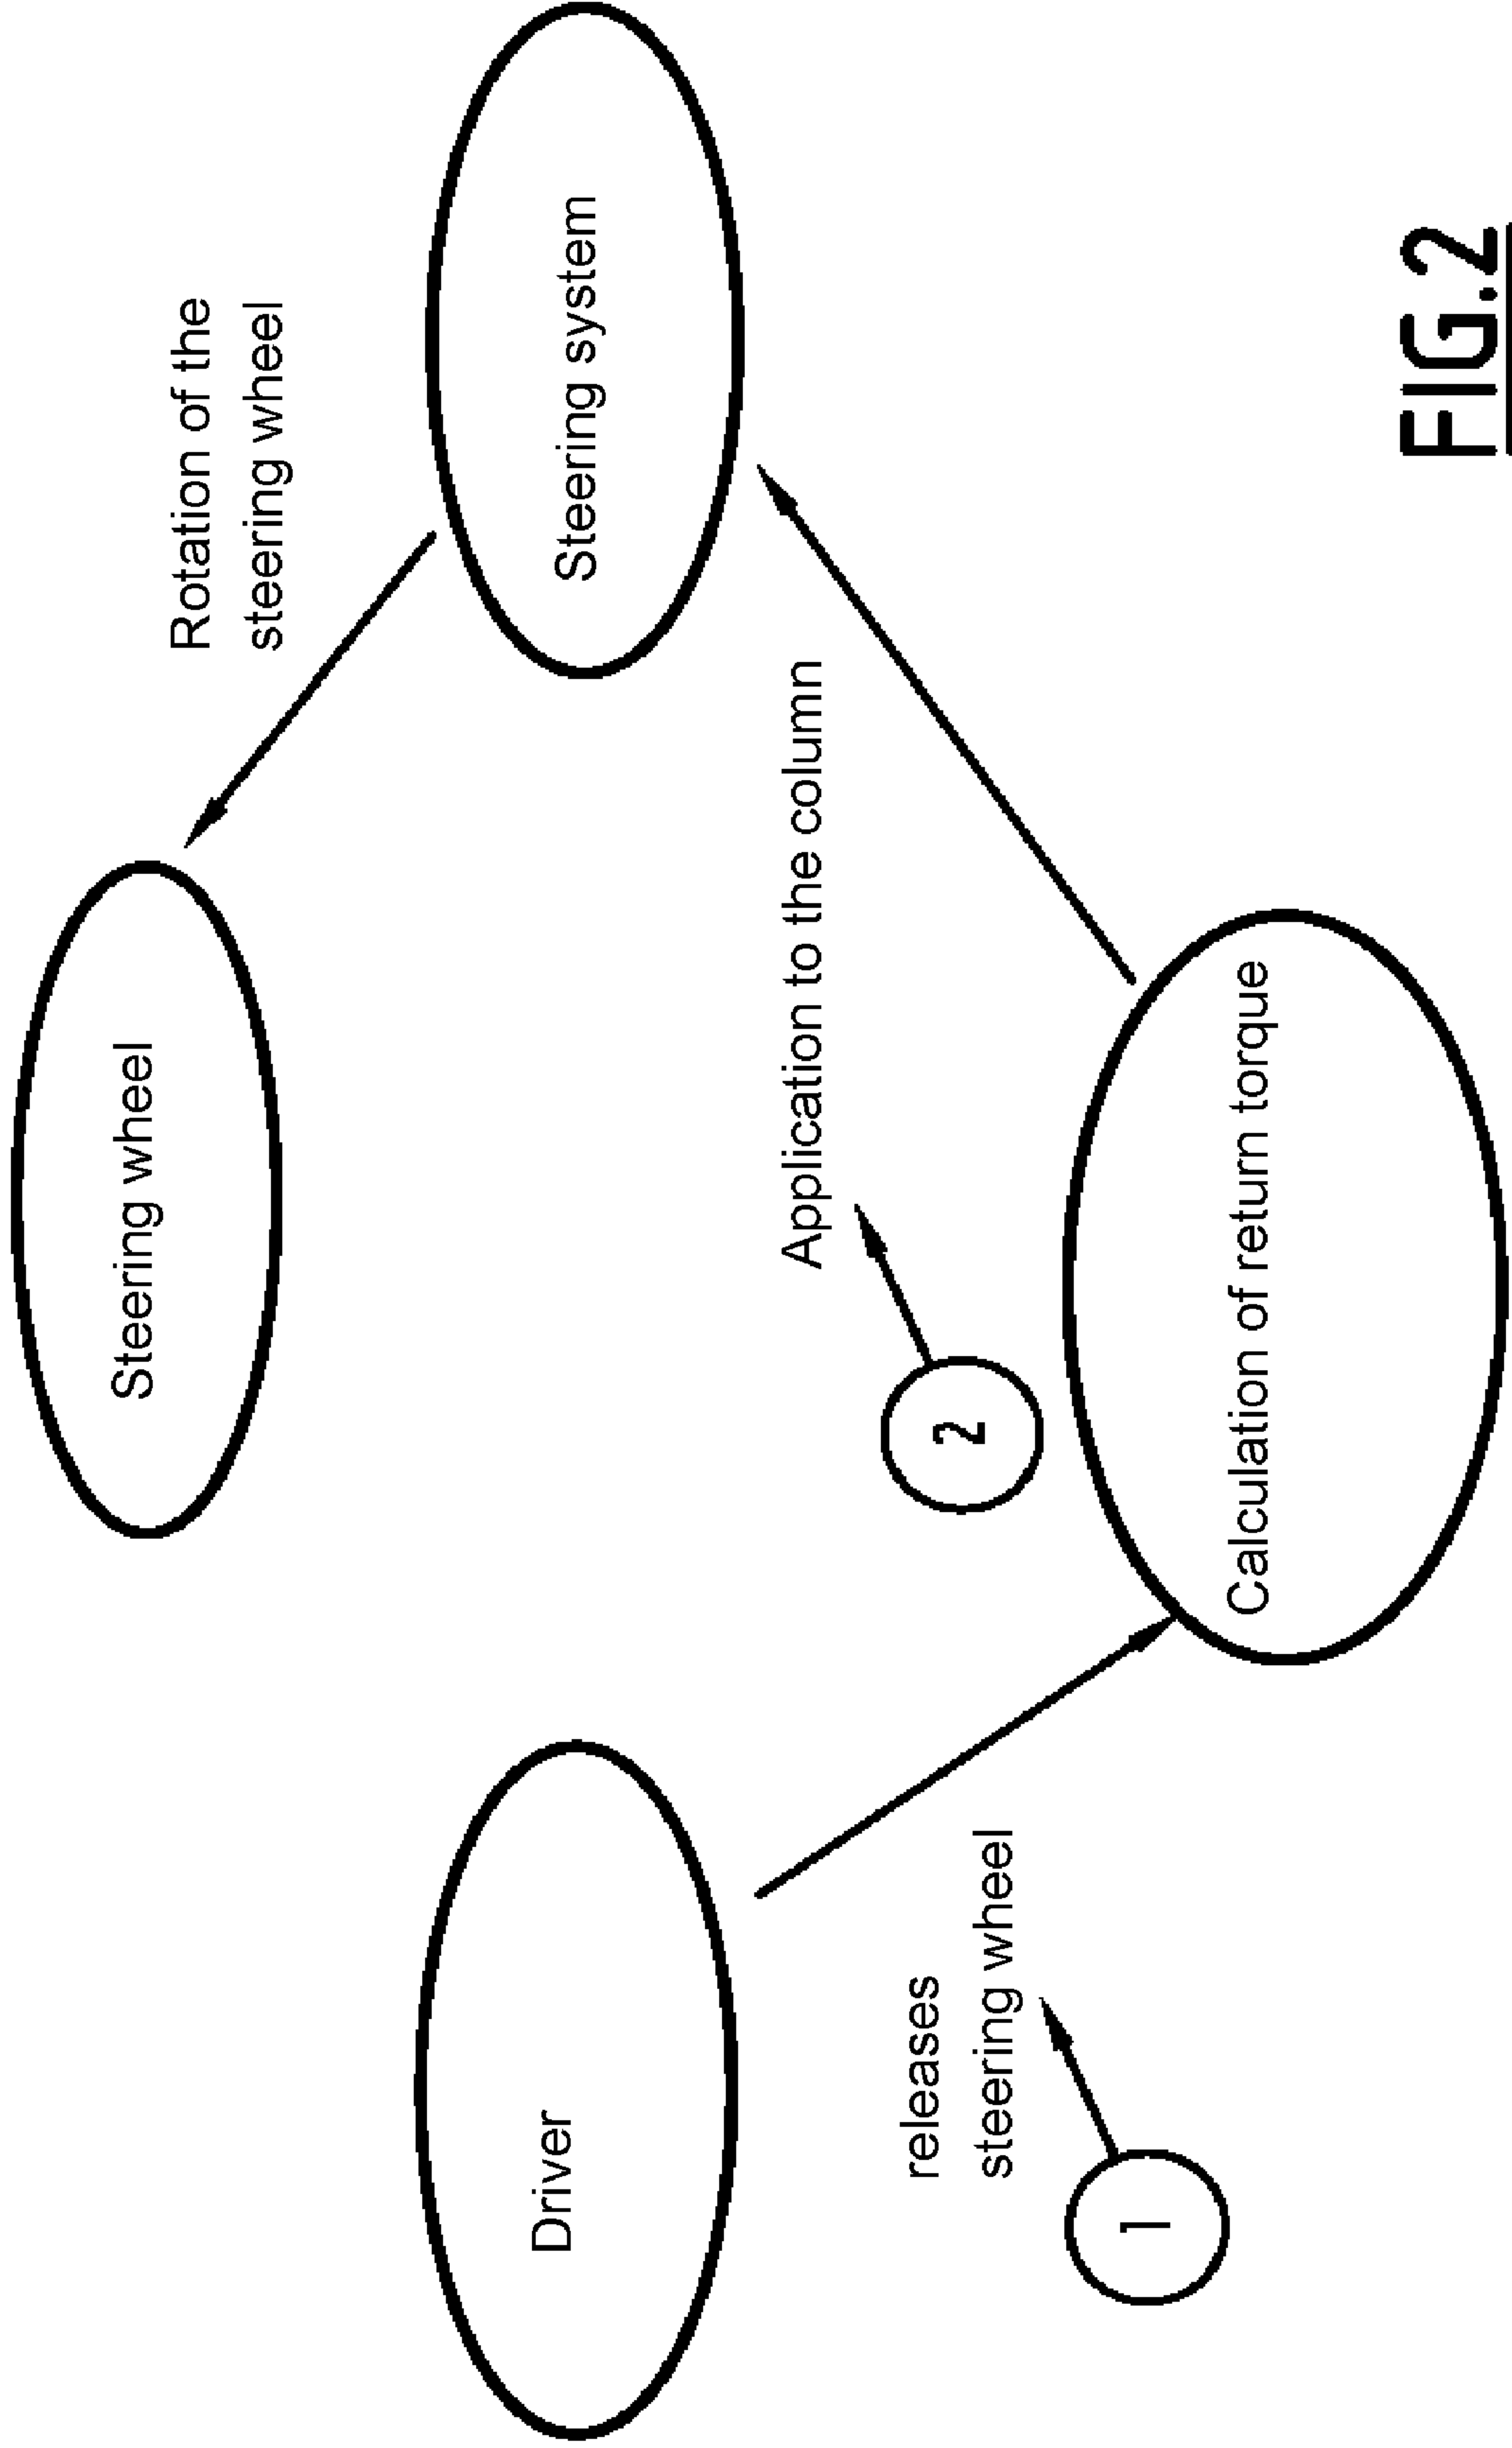 Steering wheel
Rotation of the
steering wheel
Driver
Steering system
releases
steering wheel
1
2
Application to the column
Calculation of return torque
FIG.2